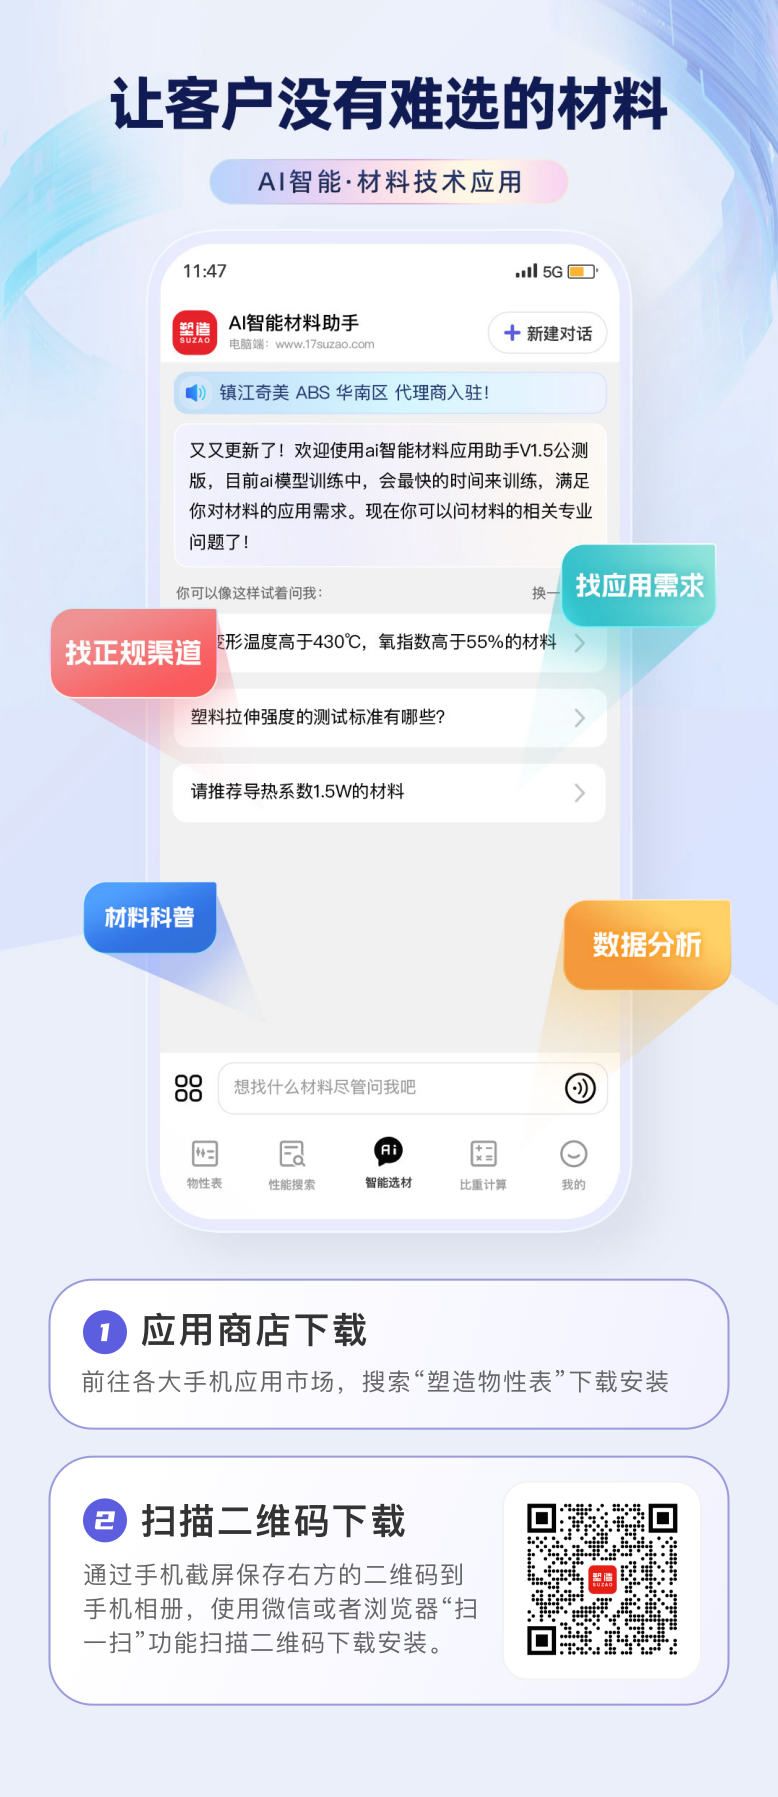 让客户没有难选的材料
AI智能·材料技术应用
11:47
5G
塑造
SUZAO
AI智能材料助手
电脑端：www.17suzao.com
新建对话
镇江奇美 ABS 华南区 代理商入驻！
又又更新了！欢迎使用ai智能材料应用助手V1.5公测
版，目前ai模型训练中，会最快的时间来训练，满足
你对材料的应用需求。现在你可以问材料的相关专业
问题了！
找应用需求
你可以像这样试着问我：
换一
找正规渠道
变形温度高于430℃，氧指数高于55%的材料
塑料拉伸强度的测试标准有哪些?
请推荐导热系数1.5W的材料
材料科普
数据分析
想找什么材料尽管问我吧
Ai
物性表
性能搜索
智能选材
比重计算
我的
1 应用商店下载
前往各大手机应用市场，搜索“塑造物性表”下载安装
2 扫描二维码下载
通过手机截屏保存右方的二维码到
手机相册，使用微信或者浏览器“扫
一扫”功能扫描二维码下载安装。
塑造
SUZAO